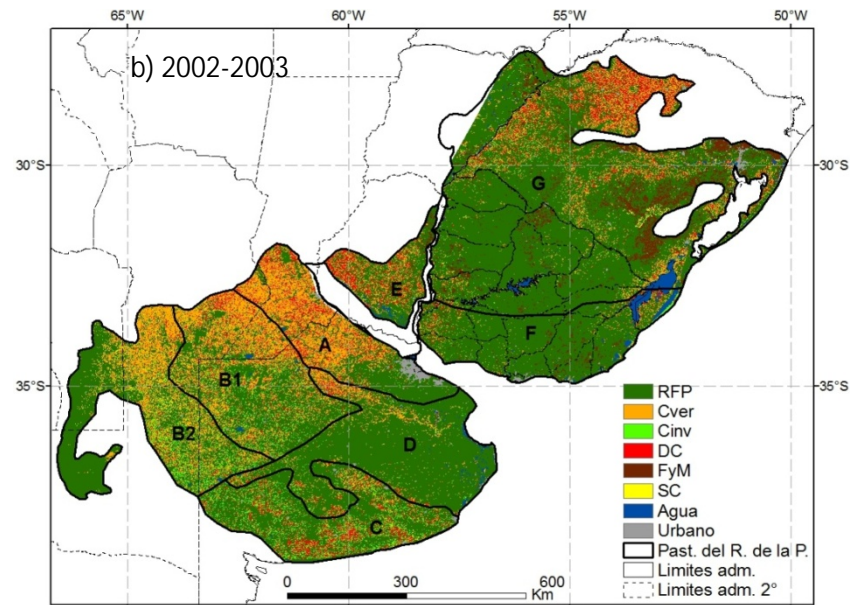 65°W 60°W 55°W 50°W
b) 2002-2003
30°S 30°S
G
E
A
F
B1
35°S 35°S
B2
D
C
RFP
Cver
Cinv
DC
FyM
SC
Agua
Urbano
Past. del R. de la P.
Limites adm.
Limites adm. 2°
0 300 600
Km